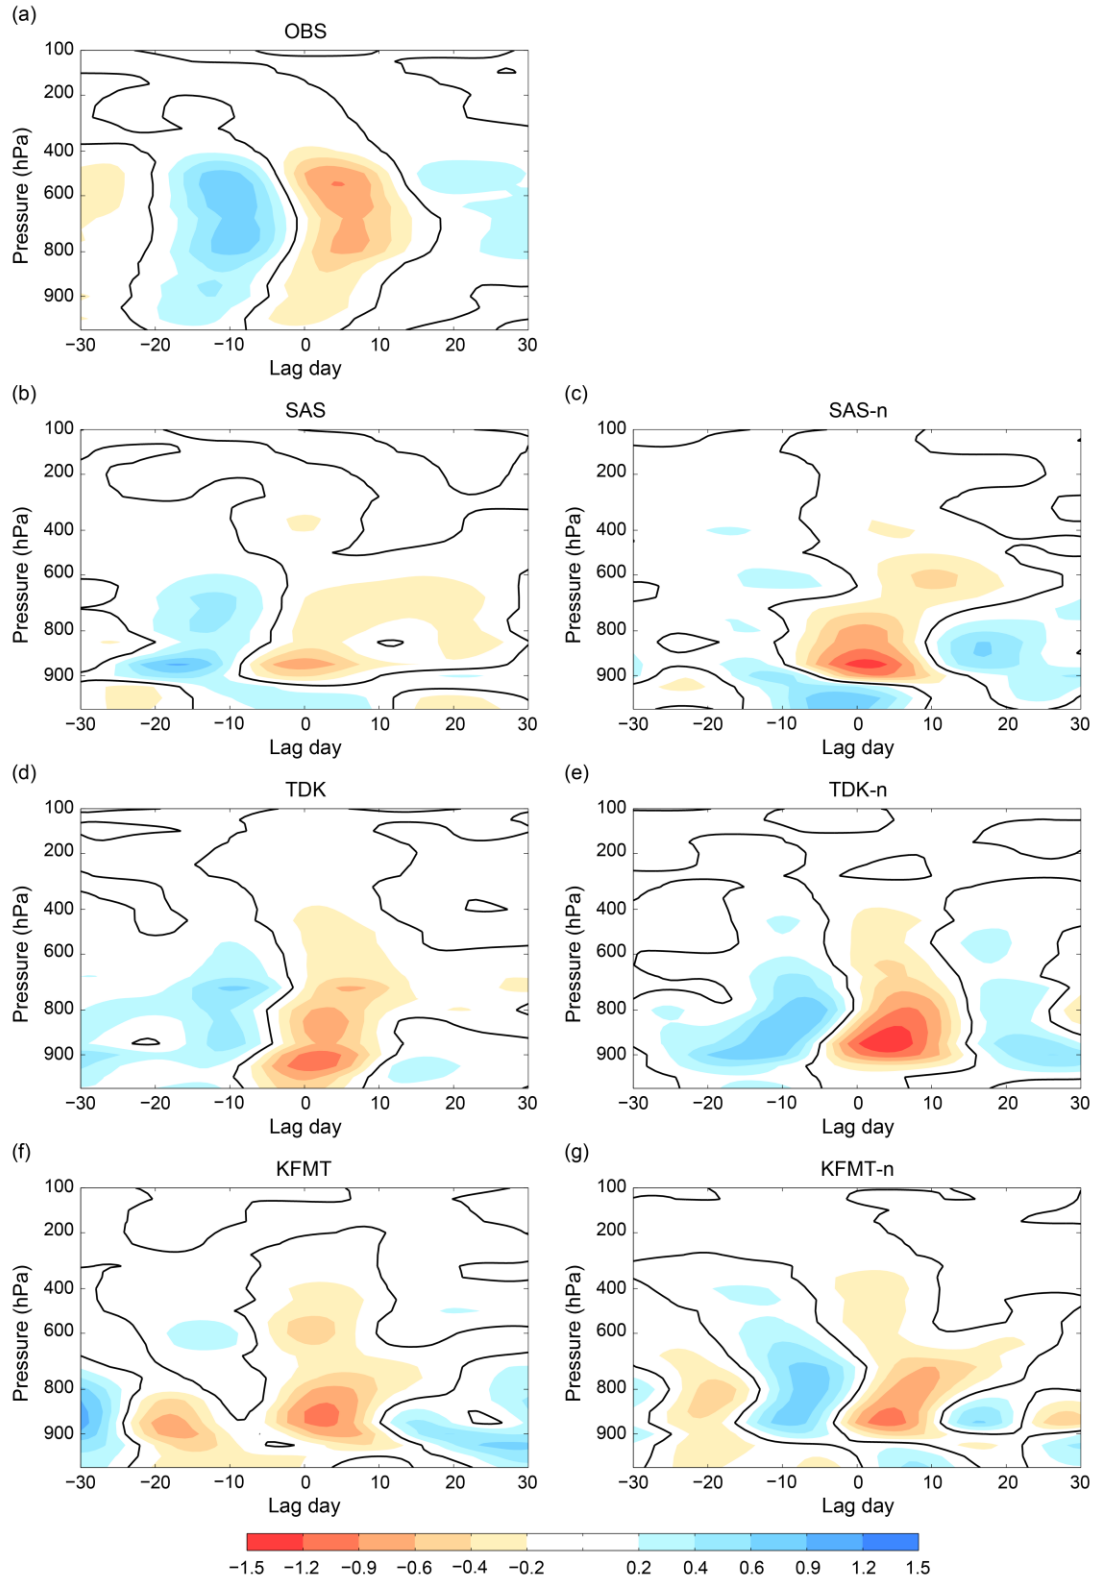 (a)
OBS
100
200
400
600
800
900
Pressure (hPa)
−30 −20 −10 0 10 20 30
Lag day
(b) (c)
SAS SAS-n
100 100
200 200
400 400
600 600
800 800
900 900
Pressure (hPa) Pressure (hPa)
−30 −20 −10 0 10 20 30 −30 −20 −10 0 10 20 30
Lag day Lag day
(d) (e)
TDK TDK-n
100 100
200 200
400 400
600 600
800 800
900 900
Pressure (hPa) Pressure (hPa)
−30 −20 −10 0 10 20 30 −30 −20 −10 0 10 20 30
Lag day Lag day
(f) (g)
KFMT KFMT-n
100 100
200 200
400 400
600 600
800 800
900 900
Pressure (hPa) Pressure (hPa)
−30 −20 −10 0 10 20 30 −30 −20 −10 0 10 20 30
Lag day Lag day
−1.5 −1.2 −0.9 −0.6 −0.4 −0.2 0.2 0.4 0.6 0.9 1.2 1.5